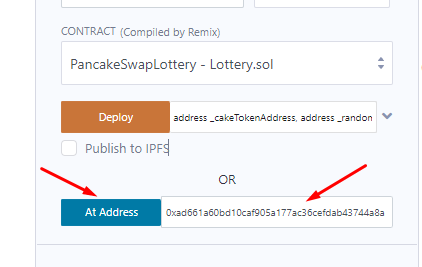 CONTRACT (Compiled by Remix)
PancakeSwapLottery - Lottery.sol
Deploy address _cakeTokenAddress, address _randon
Publish to IPFS
OR
At Address 0xad661a60bd10caf905a177ac36cefdab43744a8a